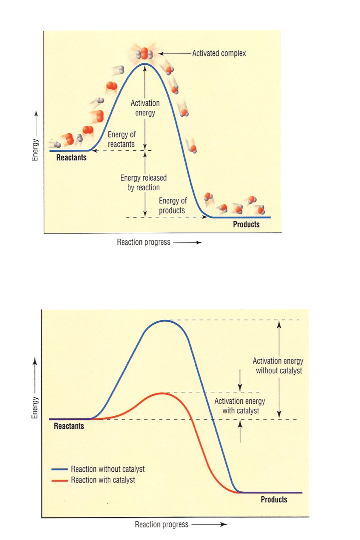 Activated complex
Activation
energy
Energy of
reactants
Reactants
Energy
Energy released
by reaction
Energy of
products
Products
Reaction progress
Activation energy
without catalyst
Activation energy
with catalyst
Energy
Reactants
Reaction without catalyst
Reaction with catalyst
Products
Reaction progress